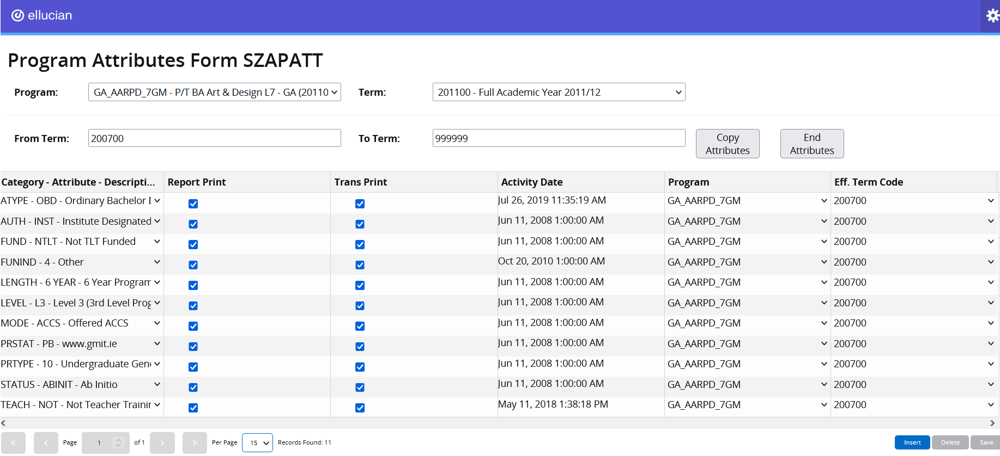 ellucian
Program Attributes Form SZAPATT
Program: GA_AARPD_7GM - P/T BA Art & Design L7 - GA (20110 Term: 201100 - Full Academic Year 2011/12
From Term: 200700 To Term: 999999 Copy Attributes End Attributes
Category - Attribute - Descripti... Report Print Trans Print Activity Date Program Eff. Term Code
ATYPE - OBD - Ordinary Bachelor Jul 26, 2019 11:35:19 AM GA_AARPD_7GM 200700
AUTH - INST - Institute Designated Jun 11, 2008 1:00:00 AM GA_AARPD_7GM 200700
FUND - NTLT - Not TLT Funded Jun 11, 2008 1:00:00 AM GA_AARPD_7GM 200700
FUNIND - 4 - Other Oct 20, 2010 1:00:00 AM GA_AARPD_7GM 200700
LENGTH - 6 YEAR - 6 Year Program Jun 11, 2008 1:00:00 AM GA_AARPD_7GM 200700
LEVEL - L3 - Level 3 (3rd Level Prog Jun 11, 2008 1:00:00 AM GA_AARPD_7GM 200700
MODE - ACCS - Offered ACCS Jun 11, 2008 1:00:00 AM GA_AARPD_7GM 200700
PRSTAT - PB - www.gmit.ie Jun 11, 2008 1:00:00 AM GA_AARPD_7GM 200700
PRTYPE - 10 - Undergraduate Gen Jun 11, 2008 1:00:00 AM GA_AARPD_7GM 200700
STATUS - ABINIT - Ab Initio Jun 11, 2008 1:00:00 AM GA_AARPD_7GM 200700
TEACH - NOT - Not Teacher Trainin May 11, 2018 1:38:18 PM GA_AARPD_7GM 200700
Page 1 of 1 Per Page 15 Records Found: 11 Insert Delete Save